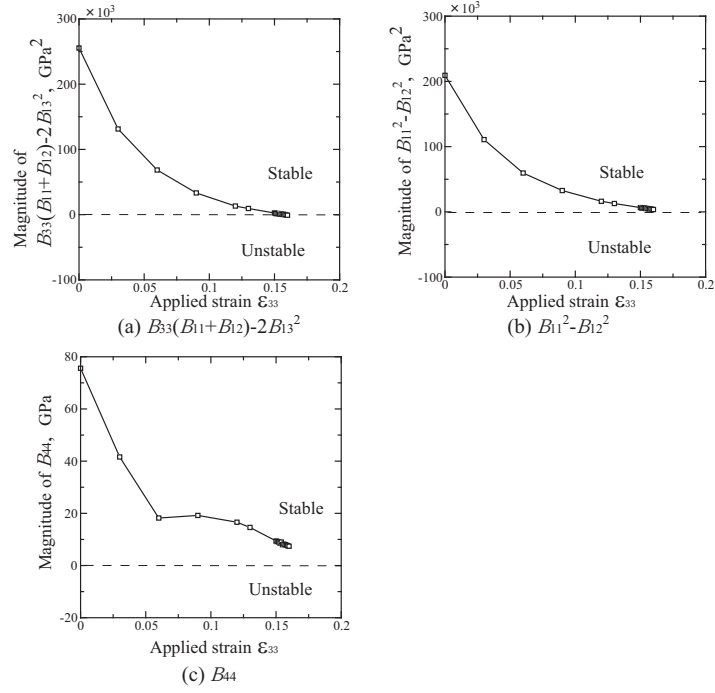 × 10³
300
200
100
0
-100
Magnitude of
B₃₃(B₁₁+B₁₂)-2B₁₃², GPa²
Stable
Unstable
0 0.05 0.1 0.15 0.2
Applied strain ε₃₃
(a) B₃₃(B₁₁+B₁₂)-2B₁₃²
× 10³
300
200
100
0
-100
Magnitude of B₁₁²-B₁₂², GPa²
Stable
Unstable
0 0.05 0.1 0.15 0.2
Applied strain ε₃₃
(b) B₁₁²-B₁₂²
80
60
40
20
0
-20
Magnitude of B₄₄, GPa
Stable
Unstable
0 0.05 0.1 0.15 0.2
Applied strain ε₃₃
(c) B₄₄